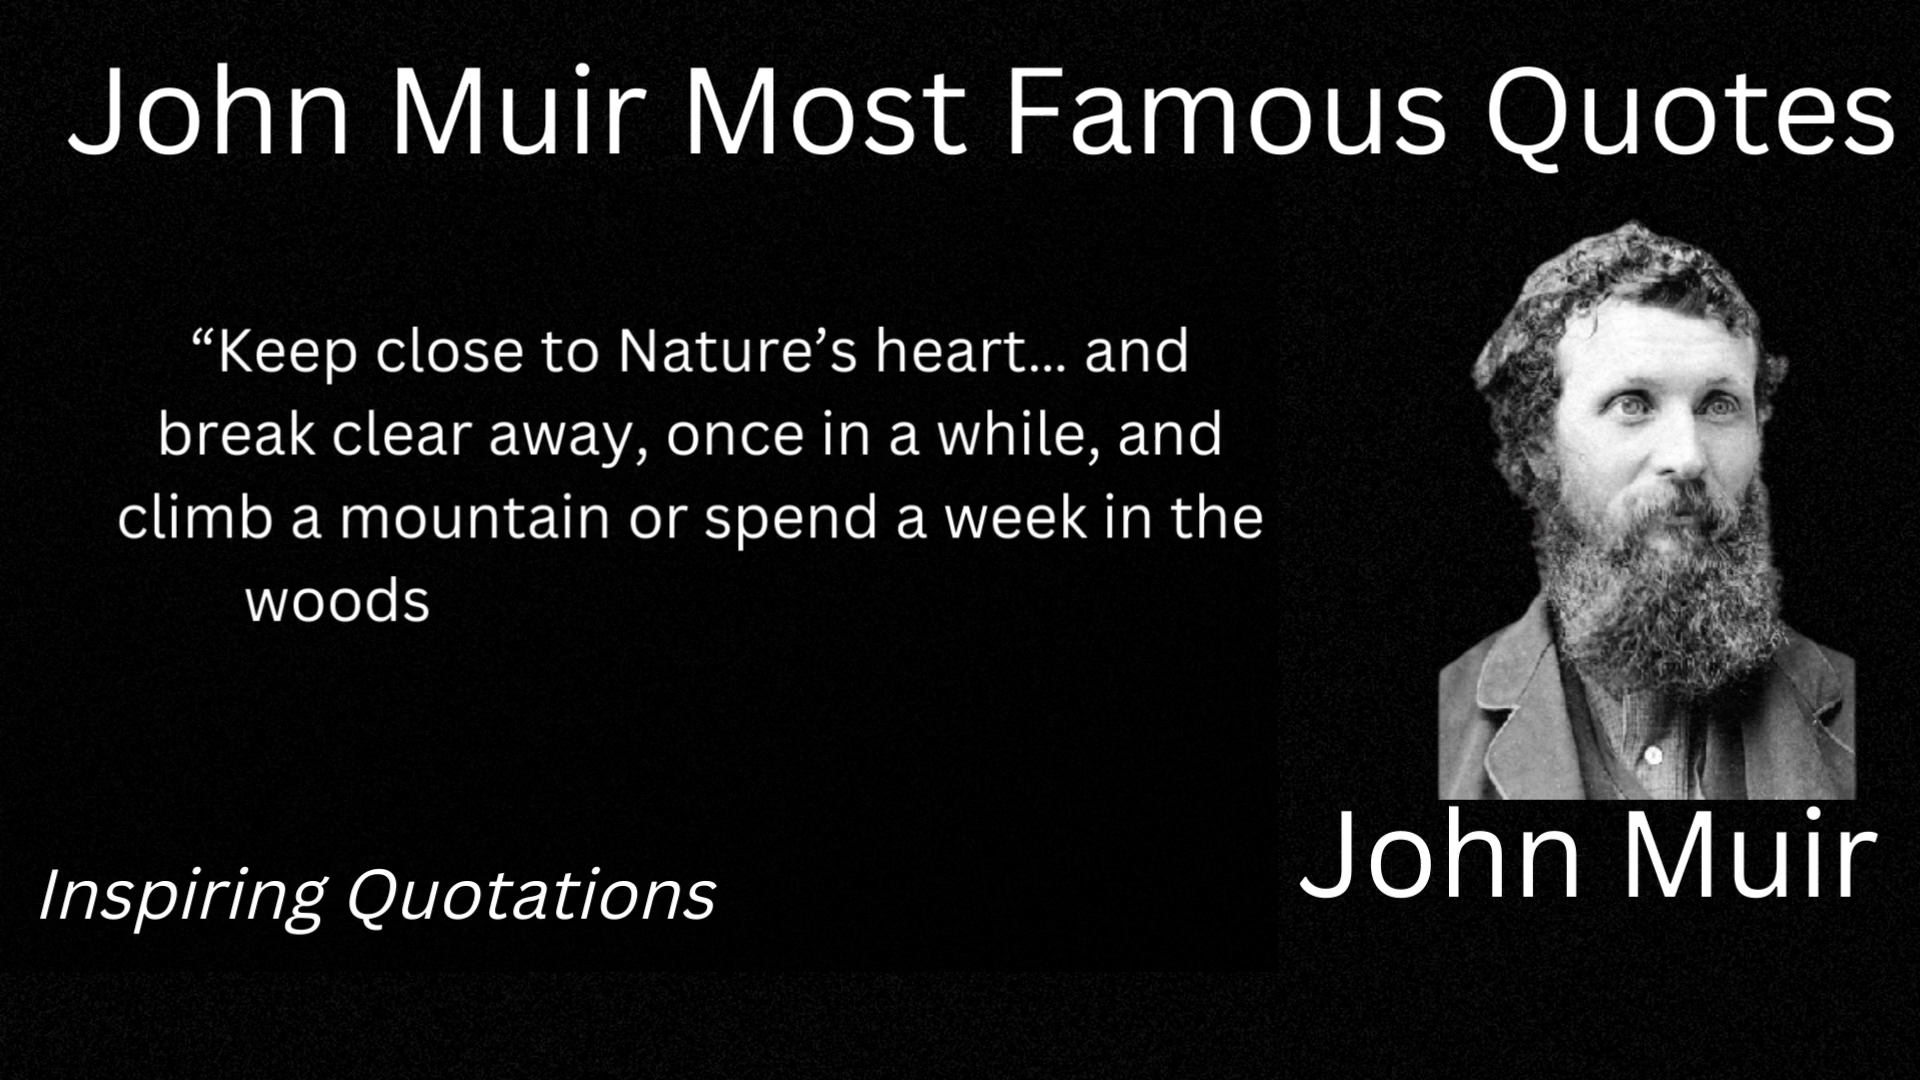 John Muir Most Famous Quotes
“Keep close to Nature’s heart... and
break clear away, once in a while, and
climb a mountain or spend a week in the
woods
John Muir
Inspiring Quotations